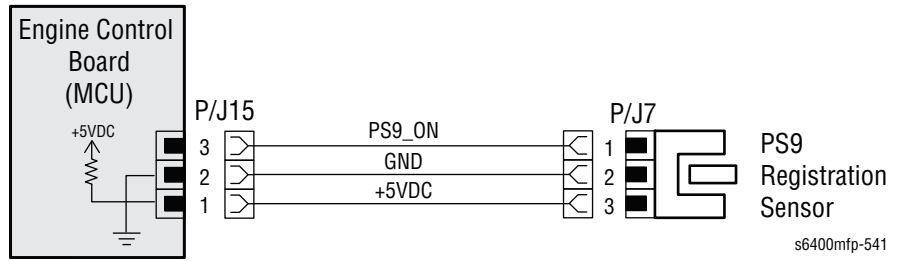 Engine Control
Board
(MCU)
+5VDC
P/J15
3
2
1
PS9_ON
GND
+5VDC
P/J7
1
2
3
PS9
Registration
Sensor
s6400mfp-541